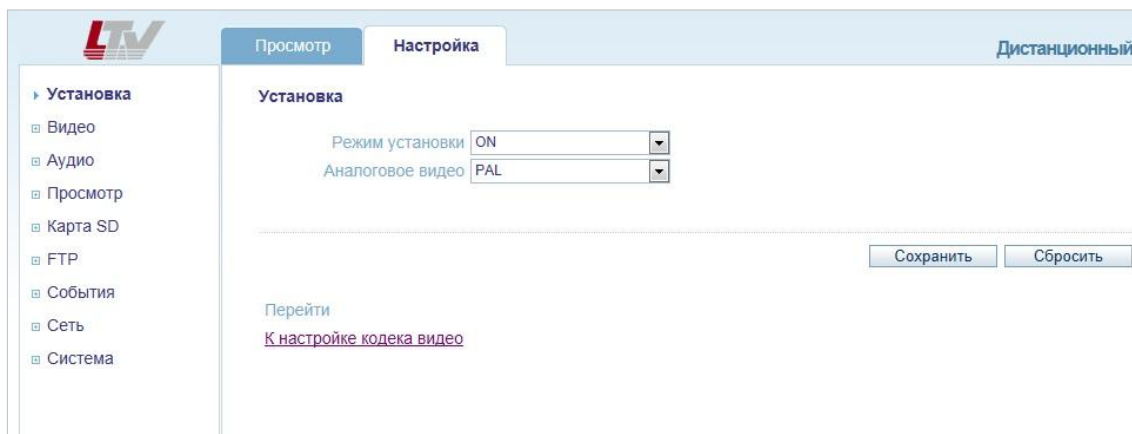 LTV
Просмотр
Настройка
Дистанционный
Установка
Видео
Аудио
Просмотр
Карта SD
FTP
События
Сеть
Система
Установка
Режим установки ON
Аналоговое видео PAL
Сохранить Сбросить
Перейти
К настройке кодека видео